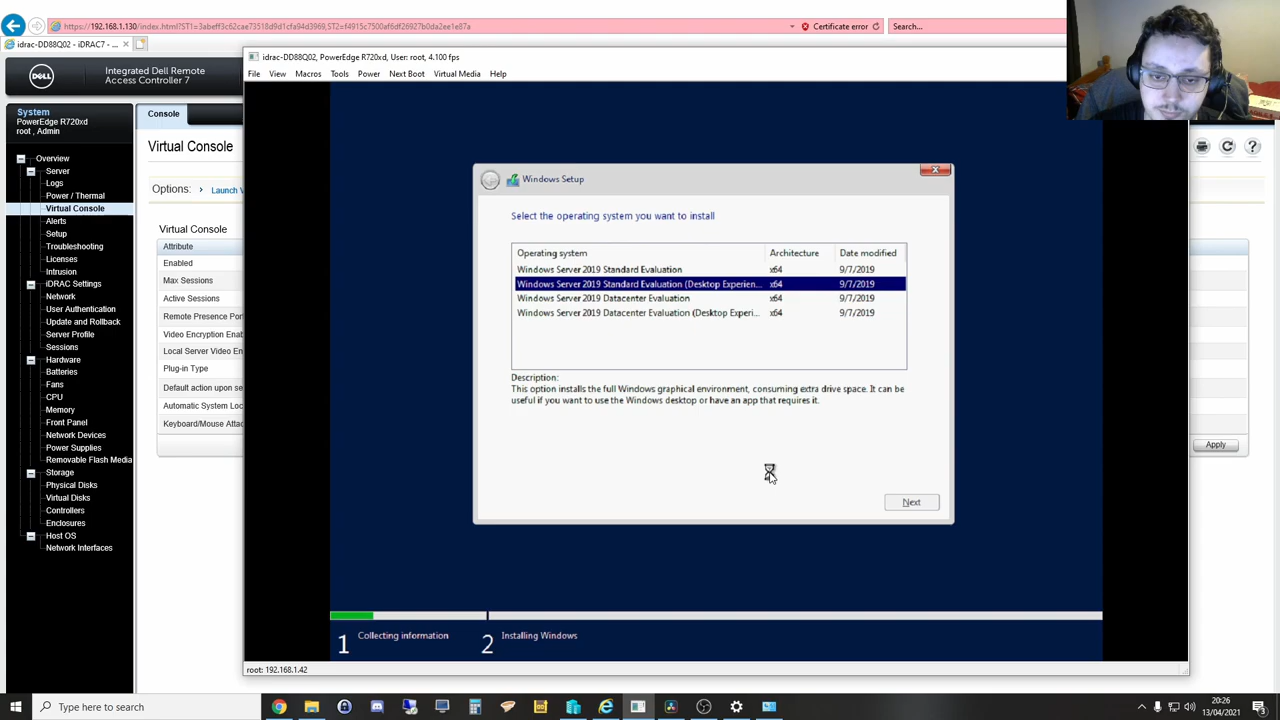 https://192.168.1.130/index.html?ST1=3abeff3c62cae73518d9d1cfa94d3969,ST2=f4915c7500af6df26927b0da2ee1e87a
Certificate error
Search...
idrac-DD88Q02 - iDRAC7 - ...
DELL
Integrated Dell Remote
Access Controller 7
System
PowerEdge R720xd
root , Admin
Overview
Server
Logs
Power / Thermal
Virtual Console
Alerts
Setup
Troubleshooting
Licenses
Intrusion
iDRAC Settings
Network
User Authentication
Update and Rollback
Server Profile
Sessions
Hardware
Batteries
Fans
CPU
Memory
Front Panel
Network Devices
Power Supplies
Removable Flash Media
Storage
Physical Disks
Virtual Disks
Controllers
Enclosures
Host OS
Network Interfaces
Console
Virtual Console
Options:
Launch V
Virtual Console
Attribute
Enabled
Max Sessions
Active Sessions
Remote Presence Por
Video Encryption Enab
Local Server Video En
Plug-in Type
Default action upon se
Automatic System Loc
Keyboard/Mouse Attac
Apply
idrac-DD88Q02, PowerEdge R720xd, User: root, 4.100 fps
File View Macros Tools Power Next Boot Virtual Media Help
Windows Setup
Select the operating system you want to install
Operating system Architecture Date modified
Windows Server 2019 Standard Evaluation x64 9/7/2019
Windows Server 2019 Standard Evaluation (Desktop Experien... x64 9/7/2019
Windows Server 2019 Datacenter Evaluation x64 9/7/2019
Windows Server 2019 Datacenter Evaluation (Desktop Experi... x64 9/7/2019
Description:
This option installs the full Windows graphical environment, consuming extra drive space. It can be
useful if you want to use the Windows desktop or have an app that requires it.
Next
1 Collecting information
2 Installing Windows
root: 192.168.1.42
Type here to search
20:26
13/04/2021
3